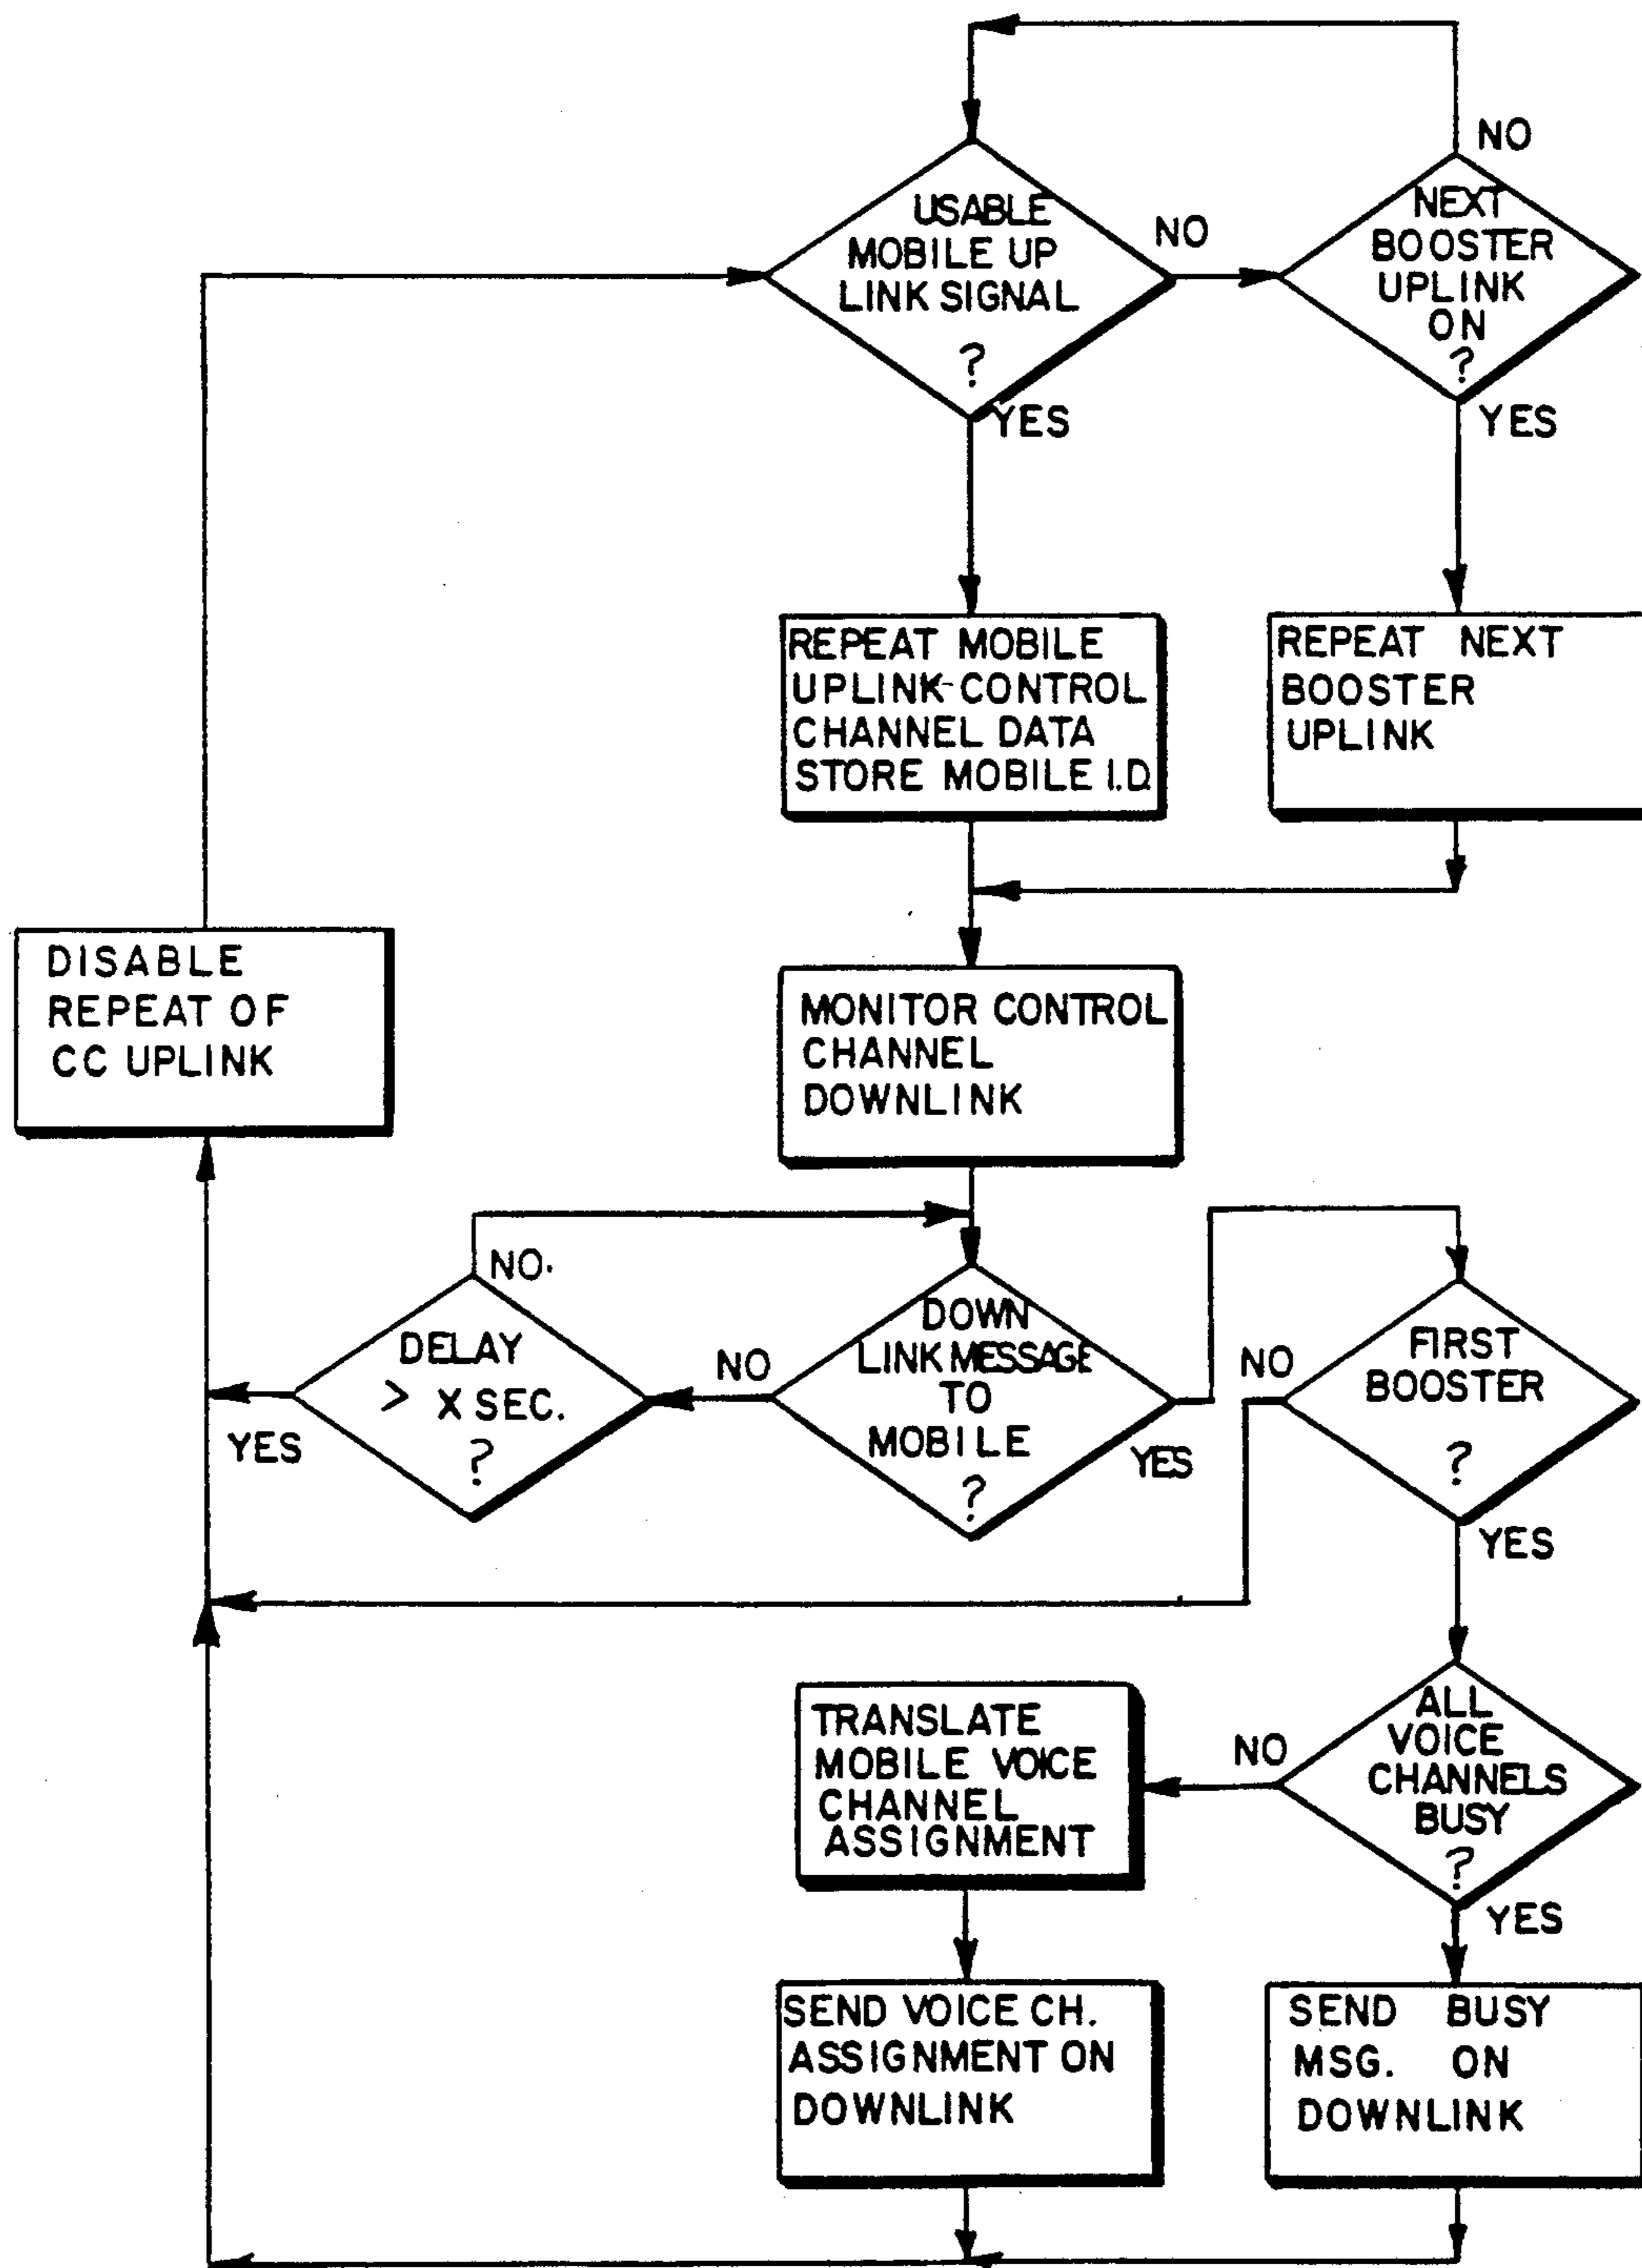 NO
USABLE
MOBILE UP
LINK SIGNAL
?
NO
YES
NEXT
BOOSTER
UPLINK
ON
?
YES
REPEAT MOBILE
UPLINK-CONTROL
CHANNEL DATA
STORE MOBILE I.D.
REPEAT NEXT
BOOSTER
UPLINK
DISABLE
REPEAT OF
CC UPLINK
MONITOR CONTROL
CHANNEL
DOWNLINK
NO.
DELAY
> X SEC.
?
YES
NO
DOWN
LINK MESSAGE
TO
MOBILE
?
YES
NO
FIRST
BOOSTER
?
YES
TRANSLATE
MOBILE VOICE
CHANNEL
ASSIGNMENT
NO
ALL
VOICE
CHANNELS
BUSY
?
YES
SEND VOICE CH.
ASSIGNMENT ON
DOWNLINK
SEND BUSY
MSG. ON
DOWNLINK